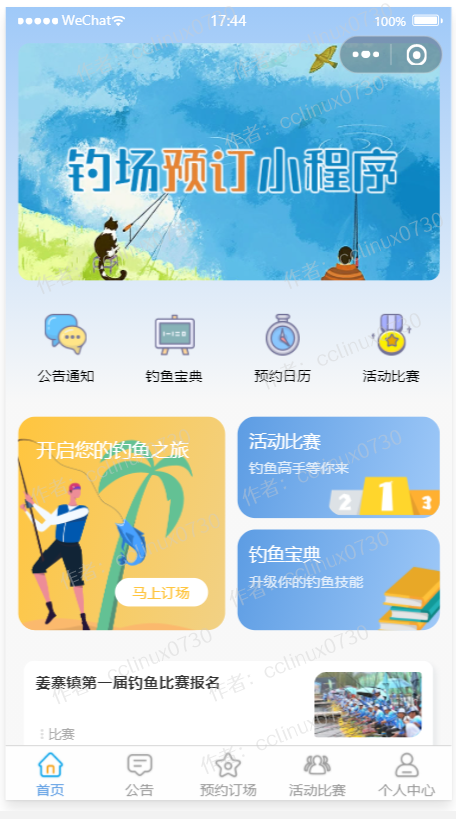 WeChat
17:44
100%
钓场预订小程序
公告通知
钓鱼宝典
预约日历
活动比赛
开启您的钓鱼之旅
马上订场
活动比赛
钓鱼高手等你来
2 1 3
钓鱼宝典
升级你的钓鱼技能
姜寨镇第一届钓鱼比赛报名
比赛
首页
公告
预约订场
活动比赛
个人中心
作者：cclinux0730